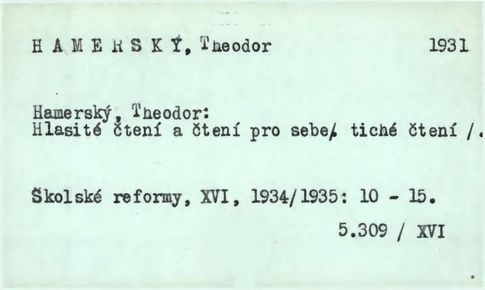 H A M E R S K Ý, Theodor 1931
Hamerský, Theodor:
Hlasité čtení a čtení pro sebe/ tiché čtení /.
Školské reformy, XVI, 1934/1935: 10 - 15.
5.309 / XVI